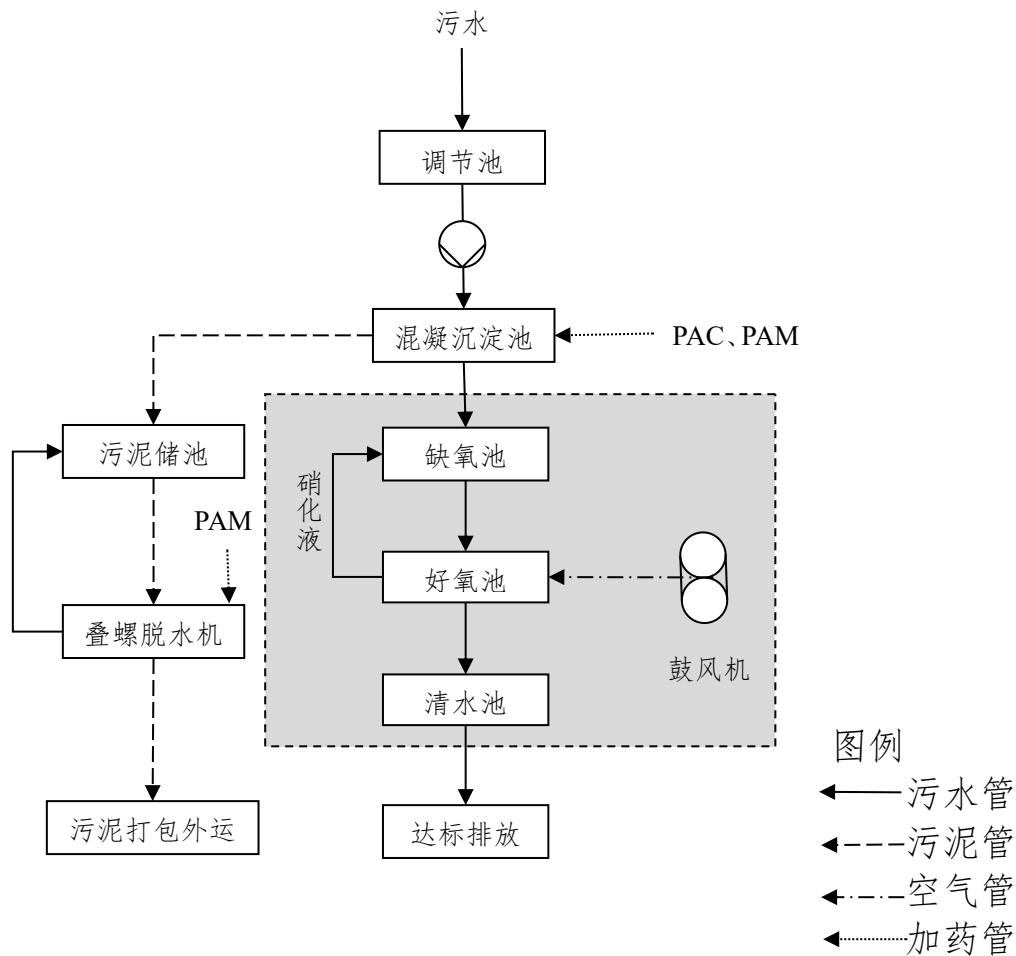 污水
调节池
混凝沉淀池
PAC、PAM
污泥储池
缺氧池
硝化液
PAM
好氧池
叠螺脱水机
鼓风机
清水池
图例
污水管
污泥打包外运
达标排放
污泥管
空气管
加药管